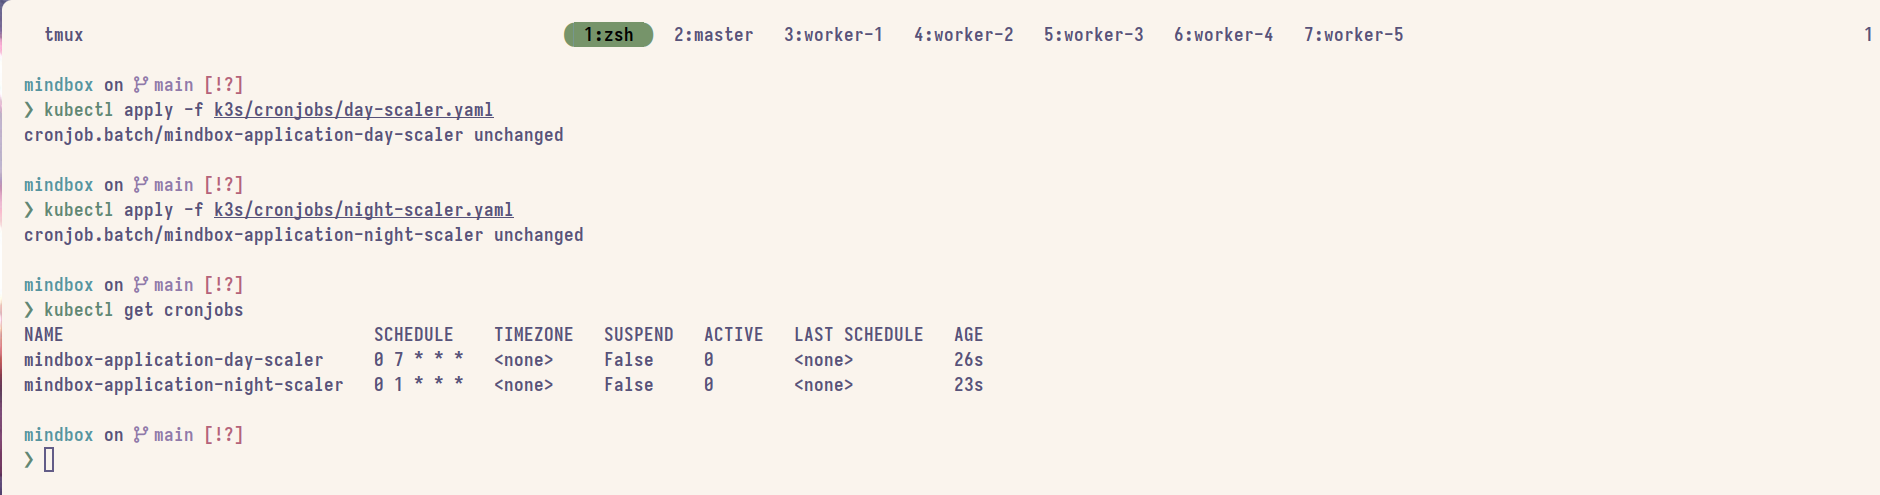 tmux 1:zsh 2:master 3:worker-1 4:worker-2 5:worker-3 6:worker-4 7:worker-5 1
mindbox on main [!?]
❯ kubectl apply -f k3s/cronjobs/day-scaler.yaml
cronjob.batch/mindbox-application-day-scaler unchanged
mindbox on main [!?]
❯ kubectl apply -f k3s/cronjobs/night-scaler.yaml
cronjob.batch/mindbox-application-night-scaler unchanged
mindbox on main [!?]
❯ kubectl get cronjobs
NAME SCHEDULE TIMEZONE SUSPEND ACTIVE LAST SCHEDULE AGE
mindbox-application-day-scaler 0 7 * * * <none> False 0 <none> 26s
mindbox-application-night-scaler 0 1 * * * <none> False 0 <none> 23s
mindbox on main [!?]
❯